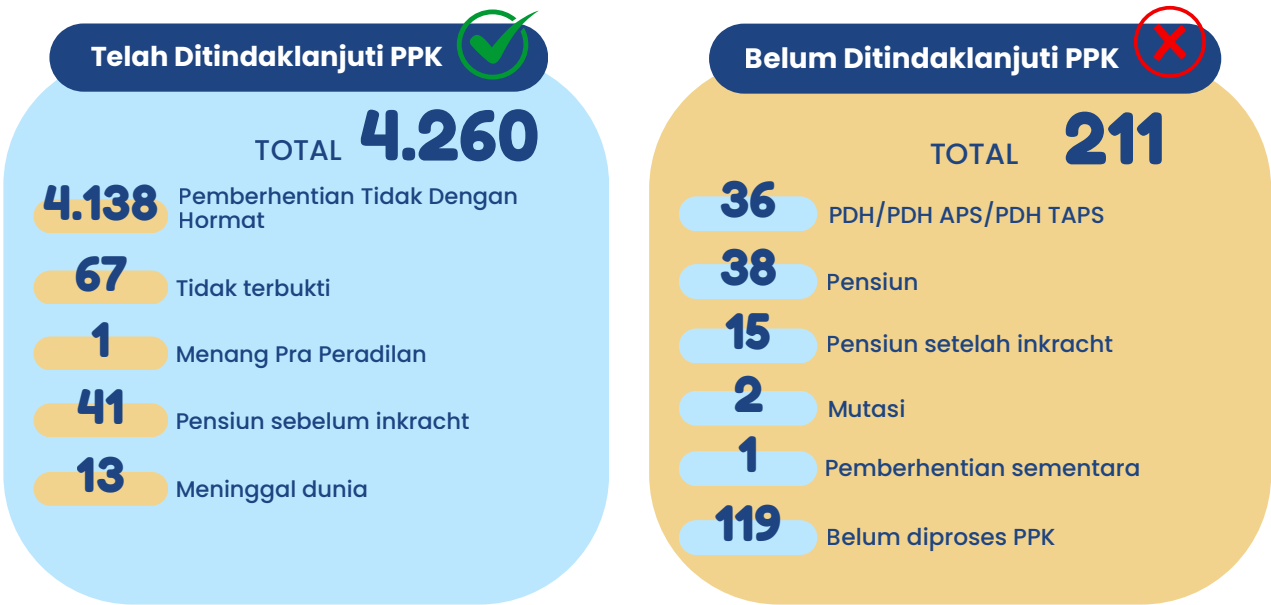 Telah Ditindaklanjuti PPK
TOTAL 4.260
4.138 Pemberhentian Tidak Dengan
Hormat
67 Tidak terbukti
1 Menang Pra Peradilan
41 Pensiun sebelum inkracht
13 Meninggal dunia
Belum Ditindaklanjuti PPK
TOTAL 211
36 PDH/PDH APS/PDH TAPS
38 Pensiun
15 Pensiun setelah inkracht
2 Mutasi
1 Pemberhentian sementara
119 Belum diproses PPK